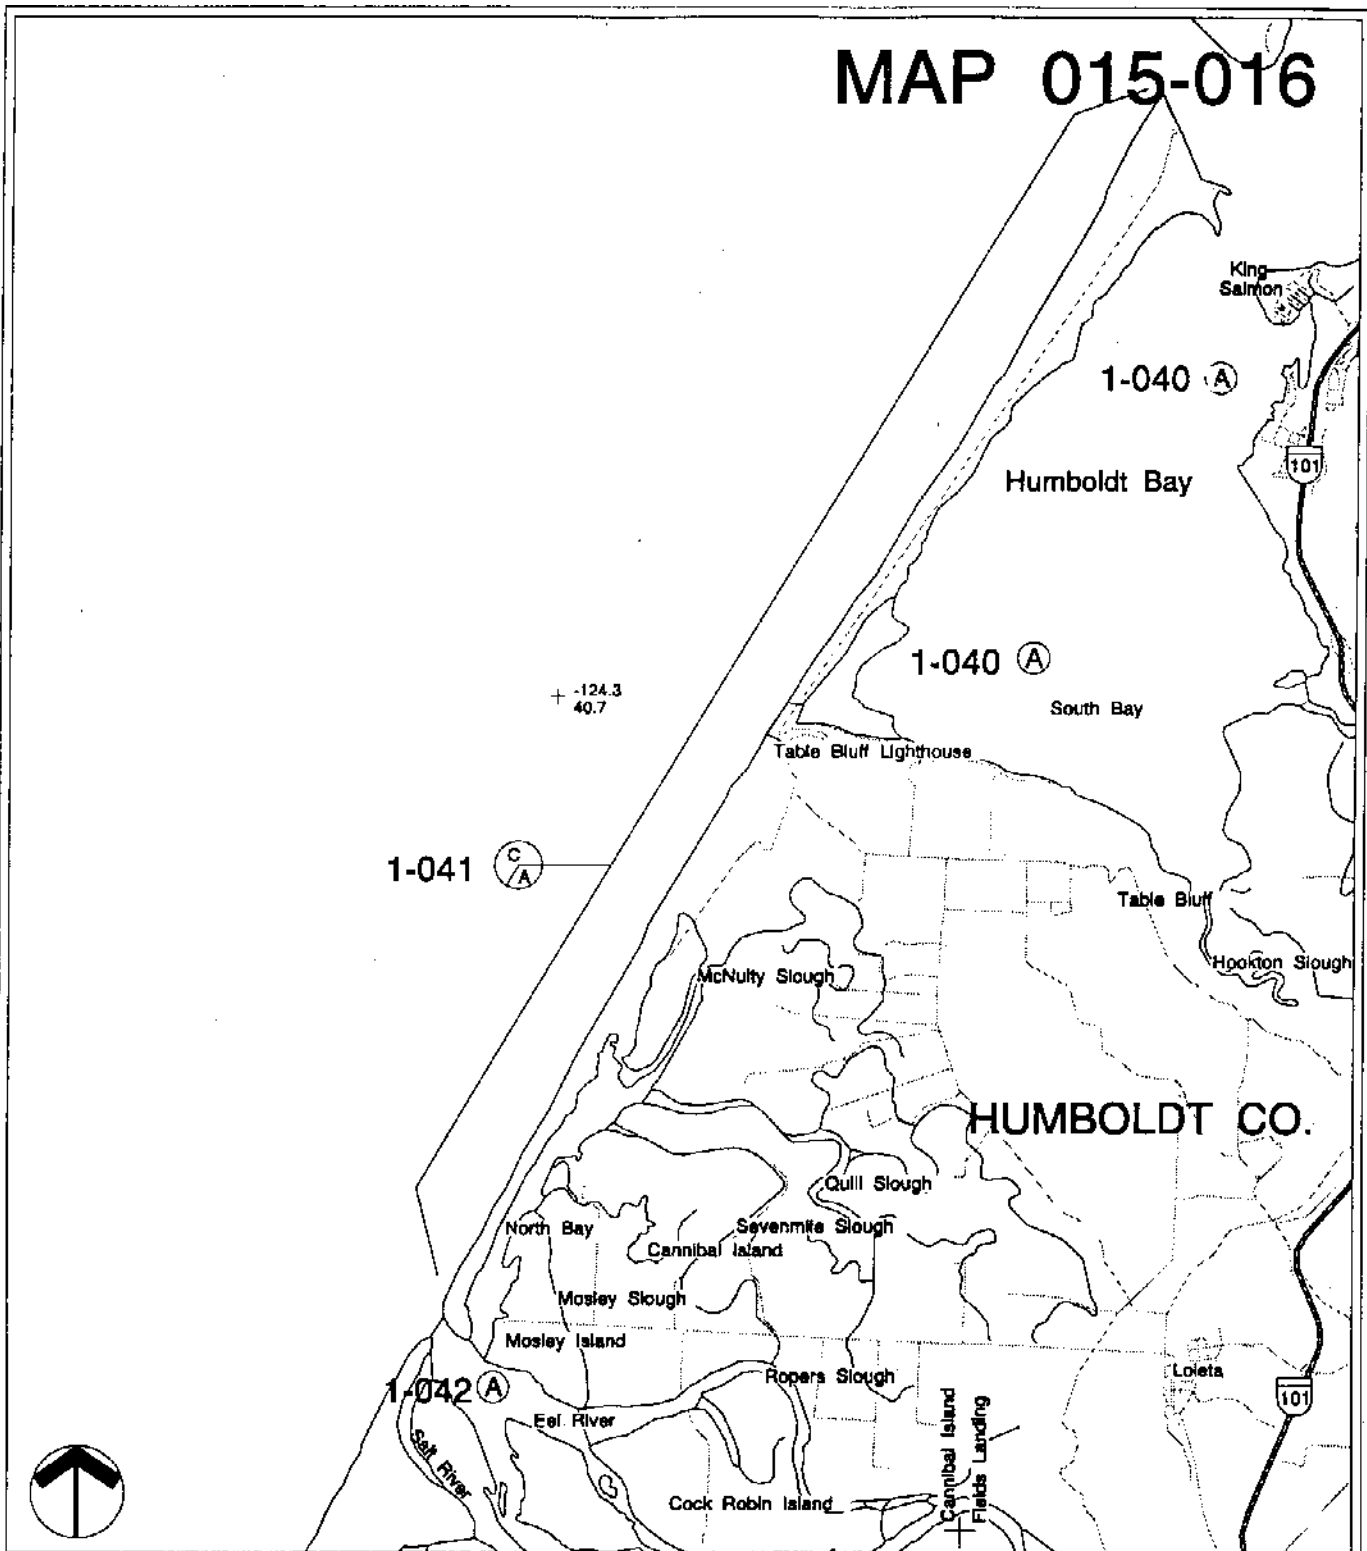 MAP 015-016
King
Salmon
1-040 A
101
Humboldt Bay
1-040 A
-124.3
40.7
South Bay
Table Bluff Lighthouse
1-041 C/A
Table Bluff
Hookton Slough
McNulty Slough
HUMBOLDT CO.
Quill Slough
North Bay
Sevenmile Slough
Cannibal Island
Mosley Slough
Mosley Island
Ropers Slough
Loleta
1-042 A
101
Eel River
Salt River
Cannibal Island
Fields Landing
Cock Robin Island